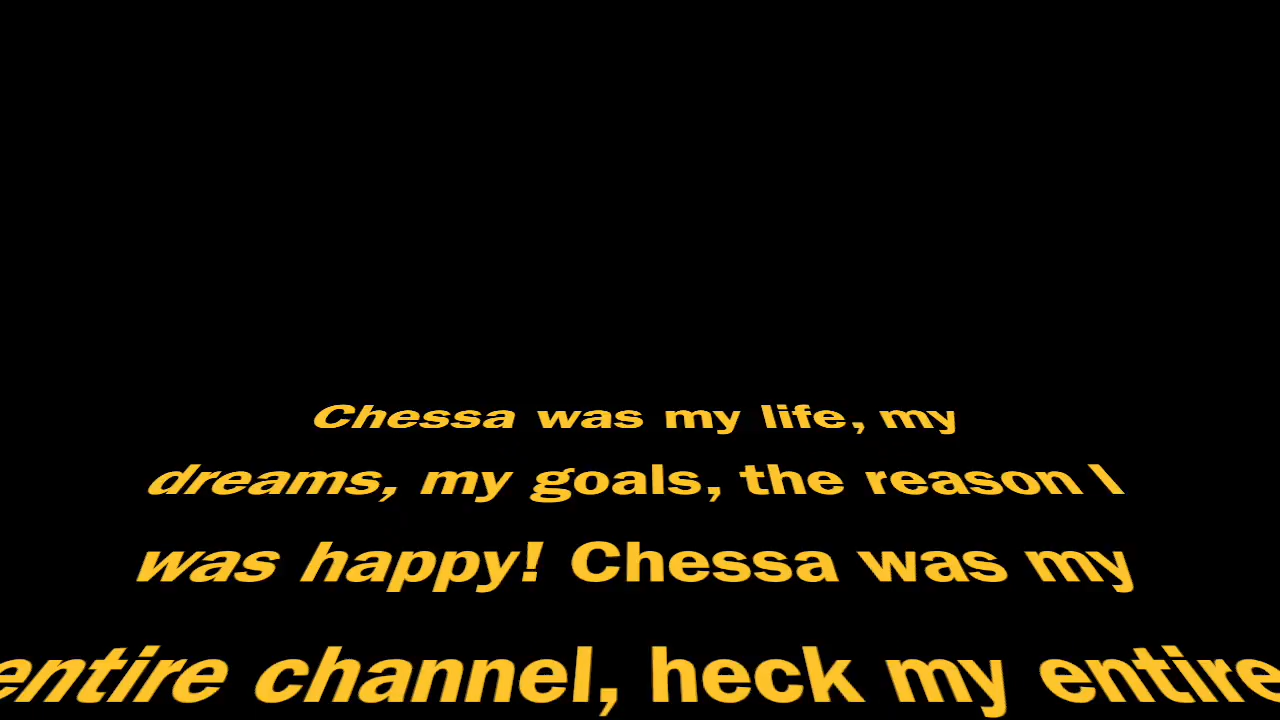 Chessa was my life, my
dreams, my goals, the reason I
was happy! Chessa was my
entire channel, heck my entire